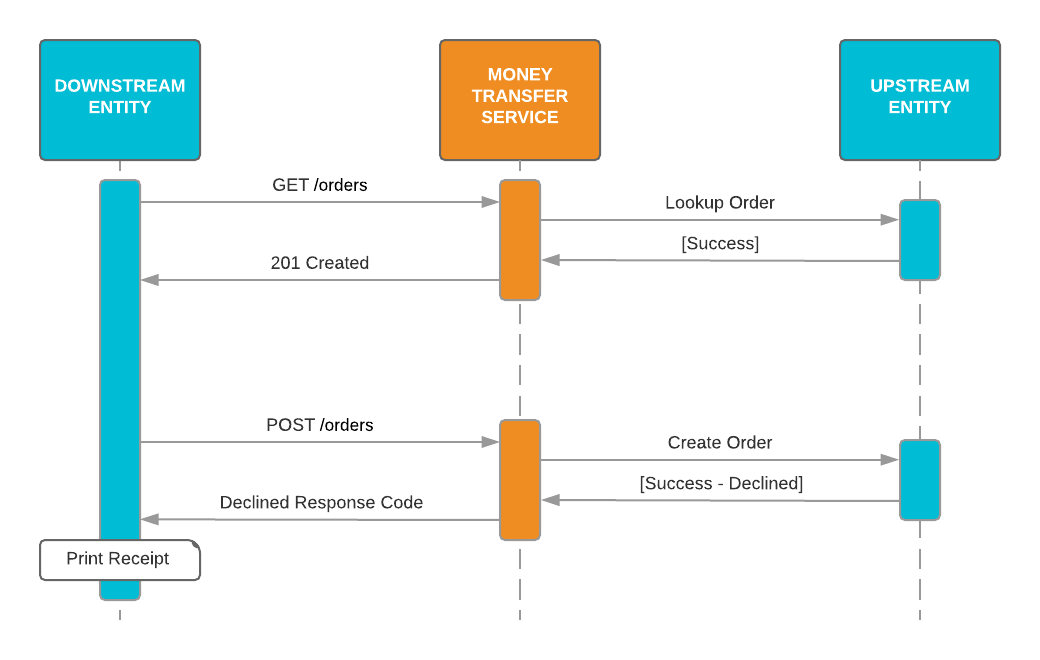 DOWNSTREAM
ENTITY
MONEY
TRANSFER
SERVICE
UPSTREAM
ENTITY
GET /orders
Lookup Order
[Success]
201 Created
POST /orders
Create Order
[Success - Declined]
Declined Response Code
Print Receipt